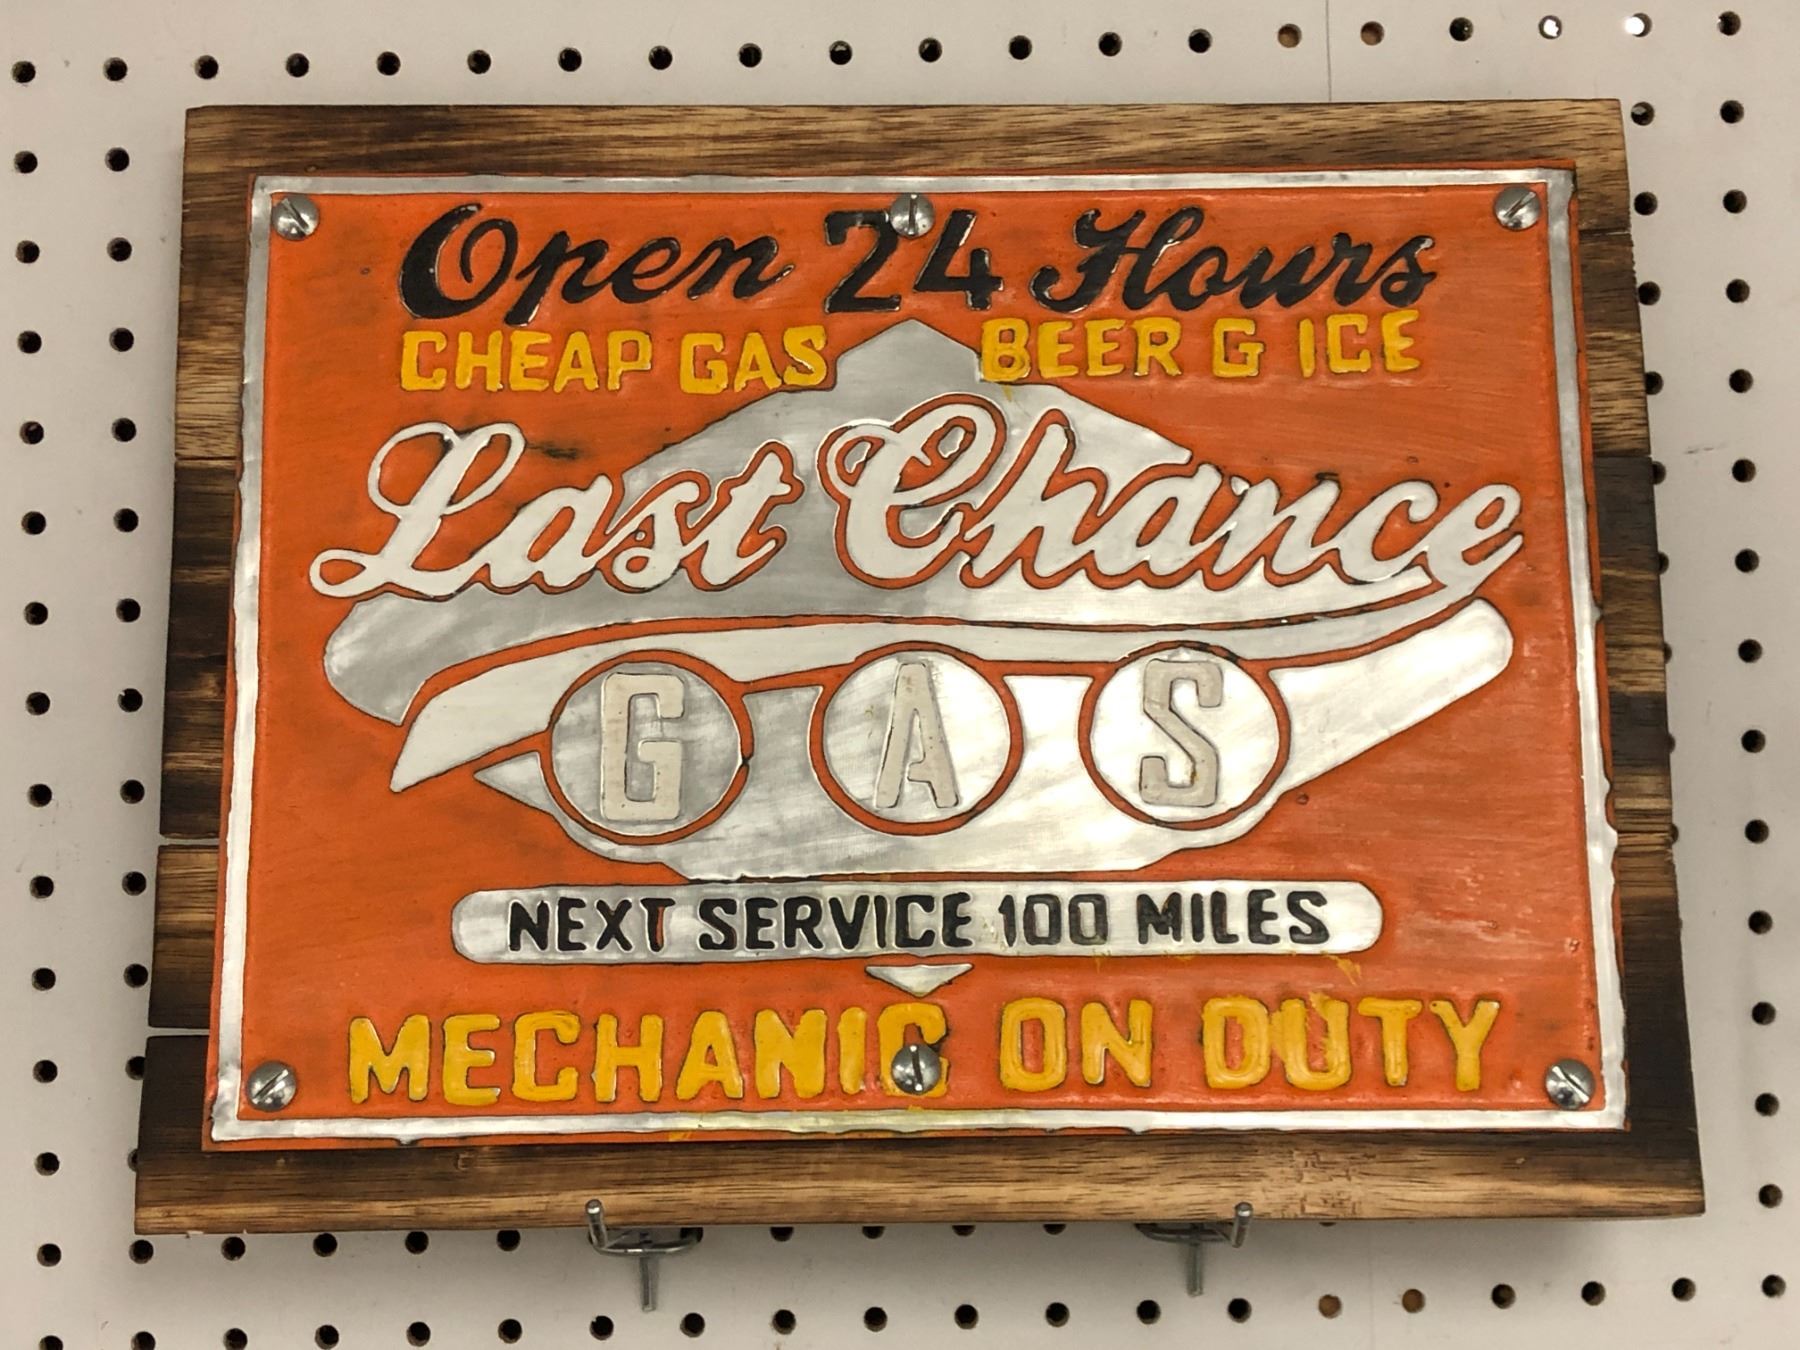 Open 24 Hours
CHEAP GAS BEER G ICE
Last Chance
GAS
NEXT SERVICE 100 MILES
MECHANIC ON DUTY